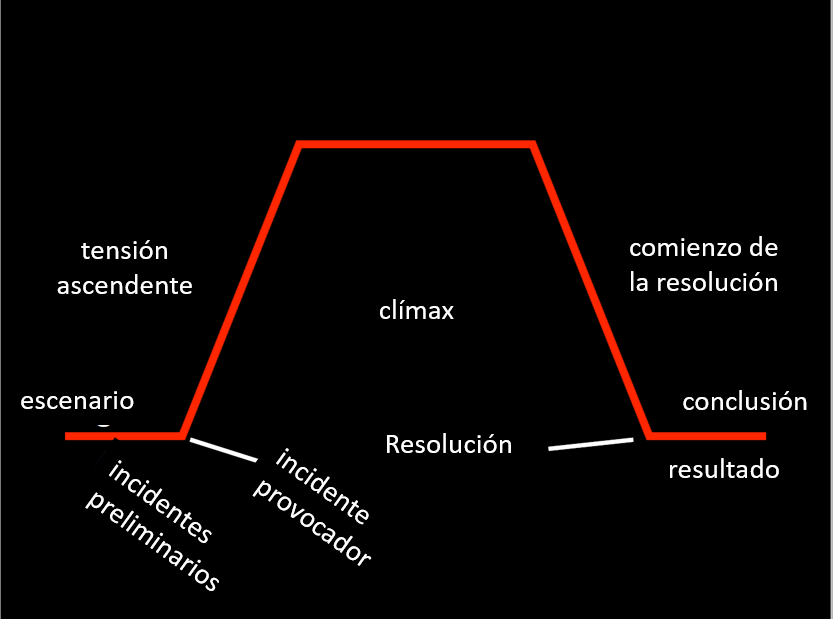 tensión
ascendente
comienzo de
la resolución
clímax
escenario
conclusión
Resolución
resultado
incidentes
preliminarios
incidente
provocador